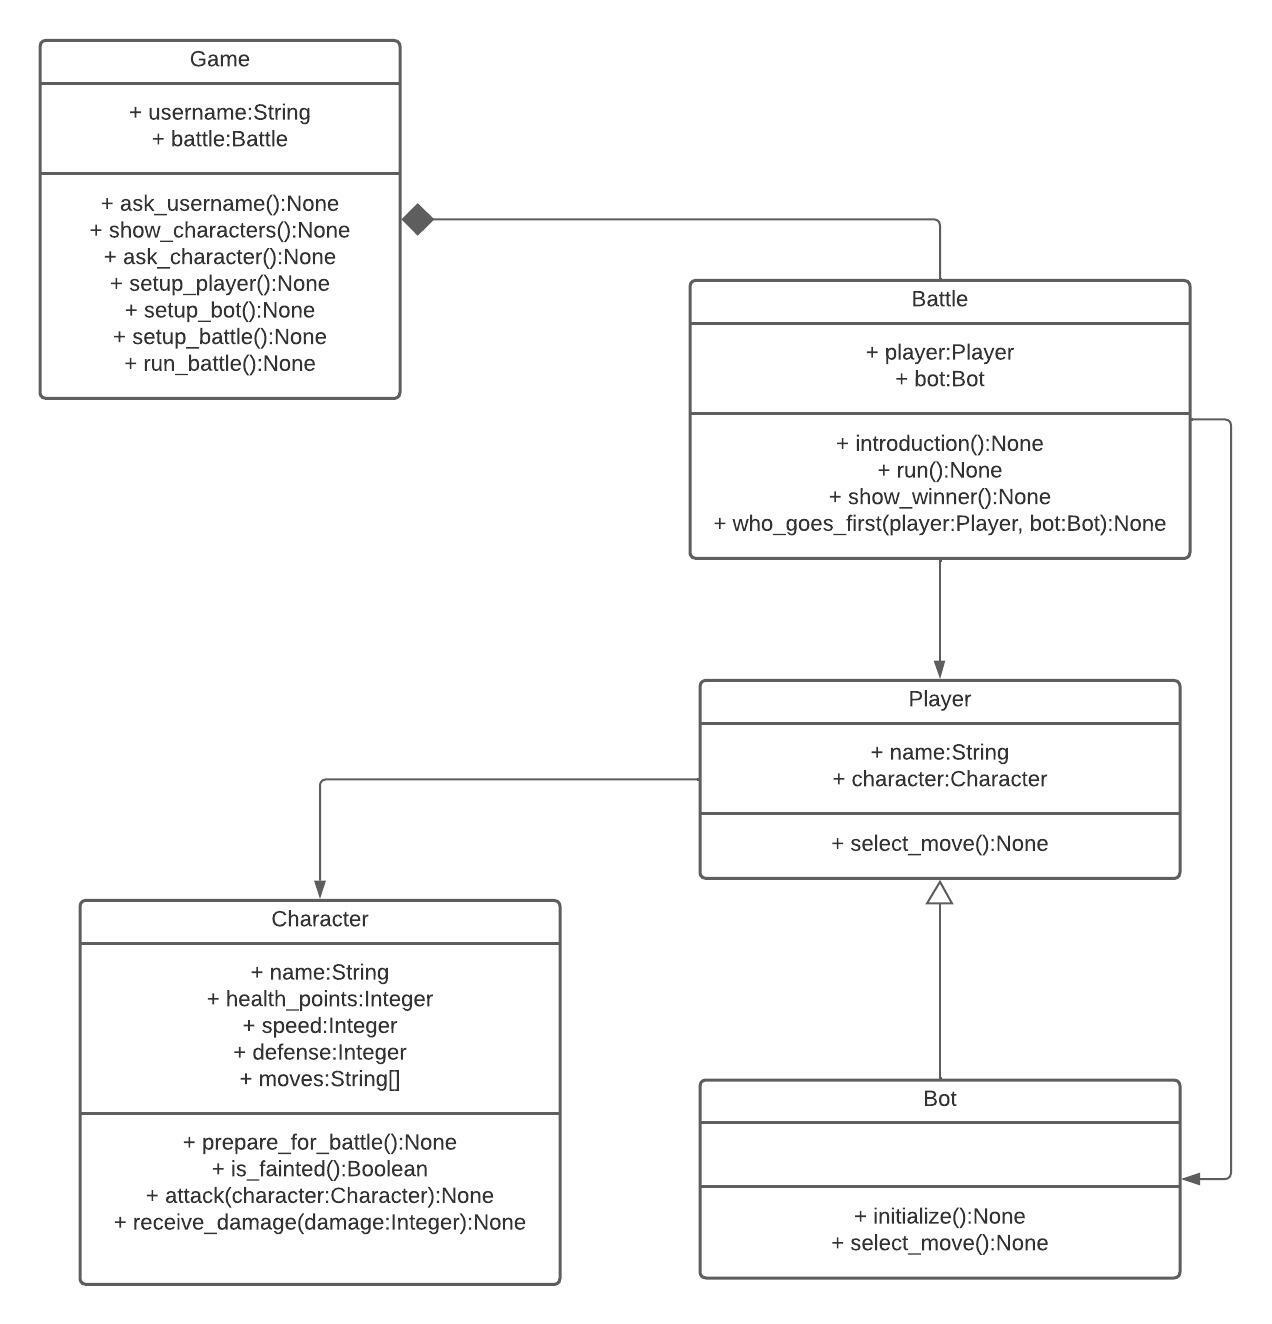 Game
+ username:String
+ battle:Battle
+ ask_username():None
+ show_characters():None
+ ask_character():None
+ setup_player():None
+ setup_bot():None
+ setup_battle():None
+ run_battle():None
Battle
+ player:Player
+ bot:Bot
+ introduction():None
+ run():None
+ show_winner():None
+ who_goes_first(player:Player, bot:Bot):None
Player
+ name:String
+ character:Character
+ select_move():None
Character
+ name:String
+ health_points:Integer
+ speed:Integer
+ defense:Integer
+ moves:String[]
+ prepare_for_battle():None
+ is_fainted():Boolean
+ attack(character:Character):None
+ receive_damage(damage:Integer):None
Bot
+ initialize():None
+ select_move():None